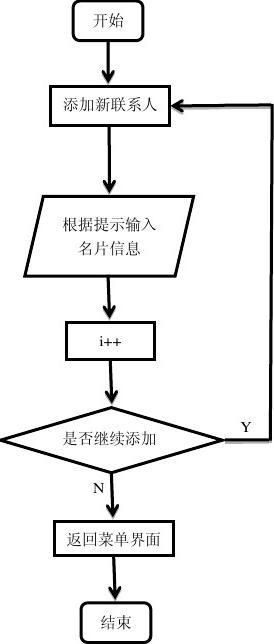 开始
添加新联系人
根据提示输入
名片信息
i++
是否继续添加
Y
N
返回菜单界面
结束